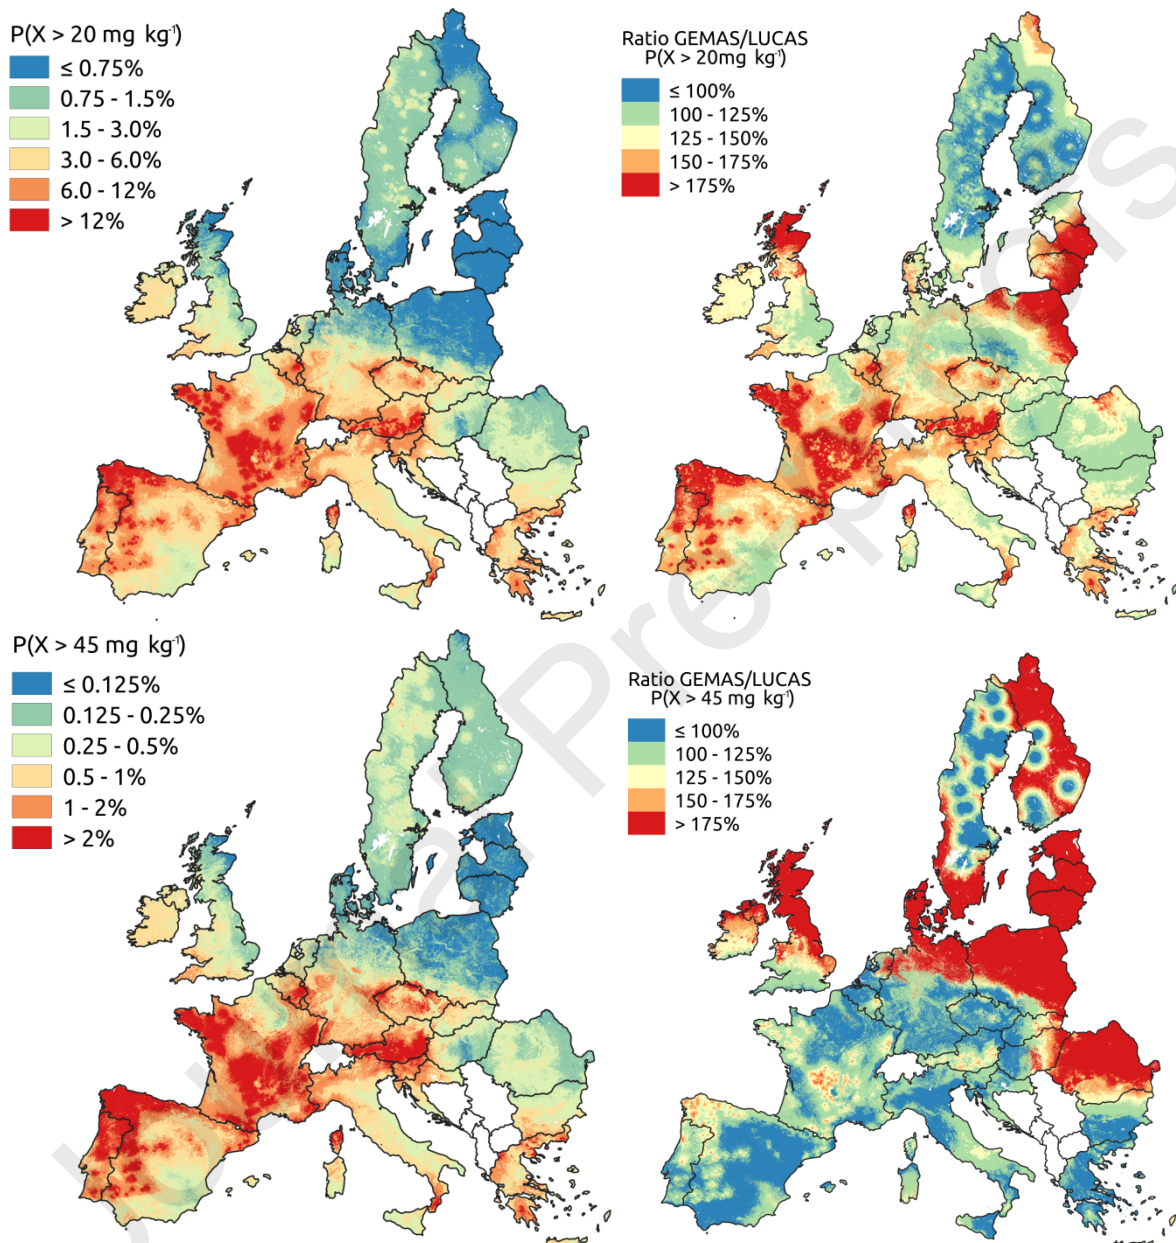 P(X > 20 mg kg⁻¹)
≤ 0.75%
0.75 - 1.5%
1.5 - 3.0%
3.0 - 6.0%
6.0 - 12%
> 12%
Ratio GEMAS/LUCAS
P(X > 20mg kg⁻¹)
≤ 100%
100 - 125%
125 - 150%
150 - 175%
> 175%
P(X > 45 mg kg⁻¹)
≤ 0.125%
0.125 - 0.25%
0.25 - 0.5%
0.5 - 1%
1 - 2%
> 2%
Ratio GEMAS/LUCAS
P(X > 45 mg kg⁻¹)
≤ 100%
100 - 125%
125 - 150%
150 - 175%
> 175%
Journal Pre-proofs